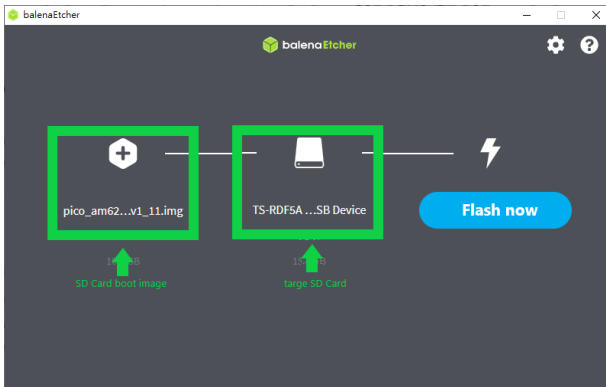 balenaEtcher
balenaEtcher
pico_am62...v1_11.img
TS-RDF5A ...SB Device
Flash now
SD Card boot image
targe SD Card